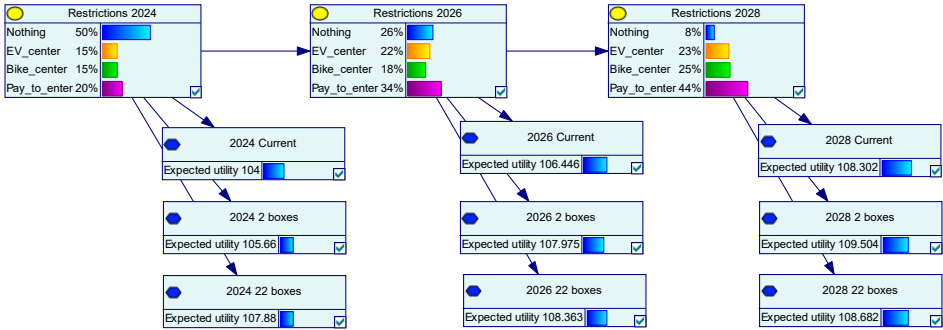 Restrictions 2024
Nothing 50%
EV_center 15%
Bike_center 15%
Pay_to_enter 20%
Restrictions 2026
Nothing 26%
EV_center 22%
Bike_center 18%
Pay_to_enter 34%
Restrictions 2028
Nothing 8%
EV_center 23%
Bike_center 25%
Pay_to_enter 44%
2024 Current
Expected utility 104
2026 Current
Expected utility 106.446
2028 Current
Expected utility 108.302
2024 2 boxes
Expected utility 105.66
2026 2 boxes
Expected utility 107.975
2028 2 boxes
Expected utility 109.504
2024 22 boxes
Expected utility 107.88
2026 22 boxes
Expected utility 108.363
2028 22 boxes
Expected utility 108.682